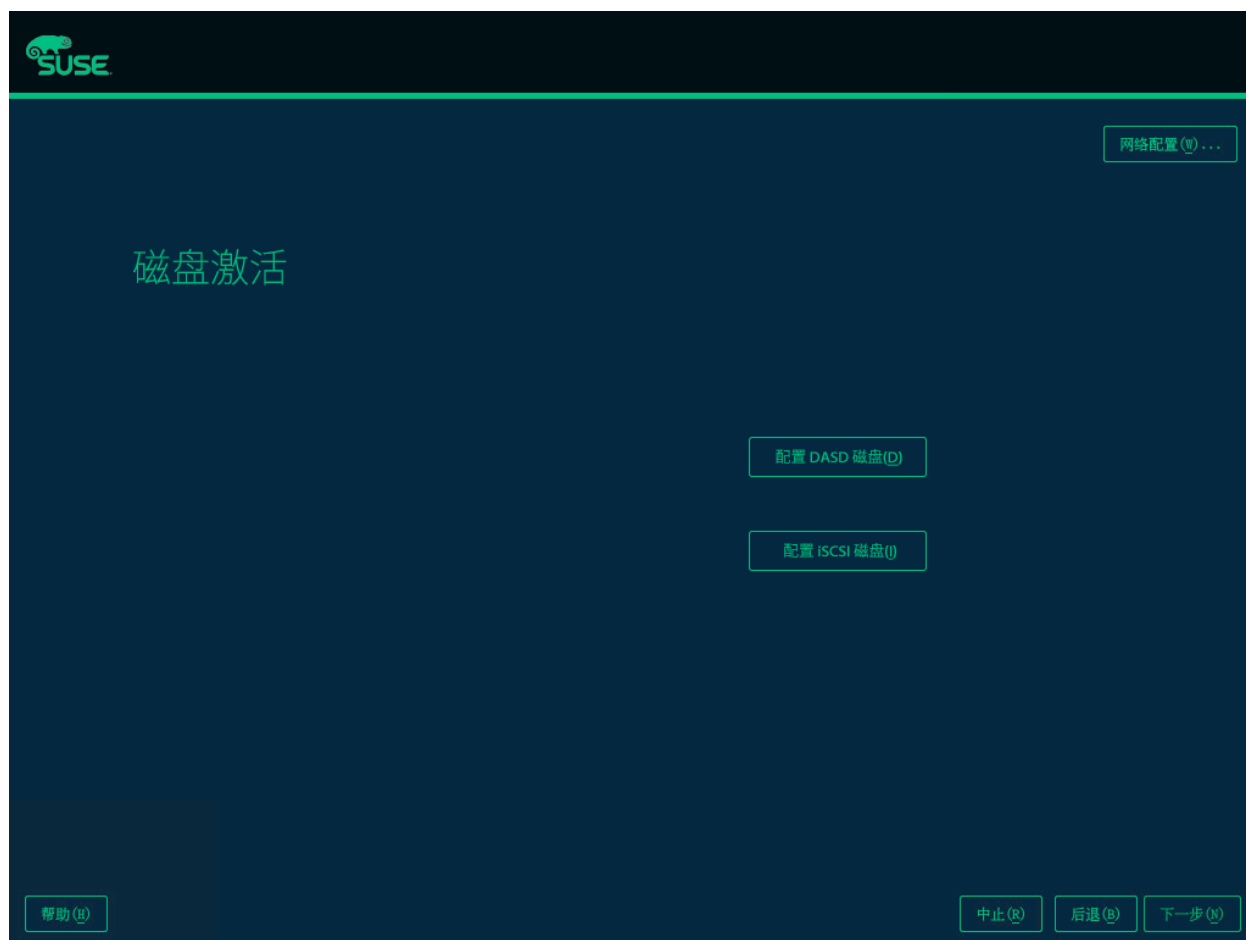 SUSE
网络配置(W)...
磁盘激活
配置 DASD 磁盘(D)
配置 iSCSI 磁盘(I)
帮助(H)
中止(R)
后退(B)
下一步(N)